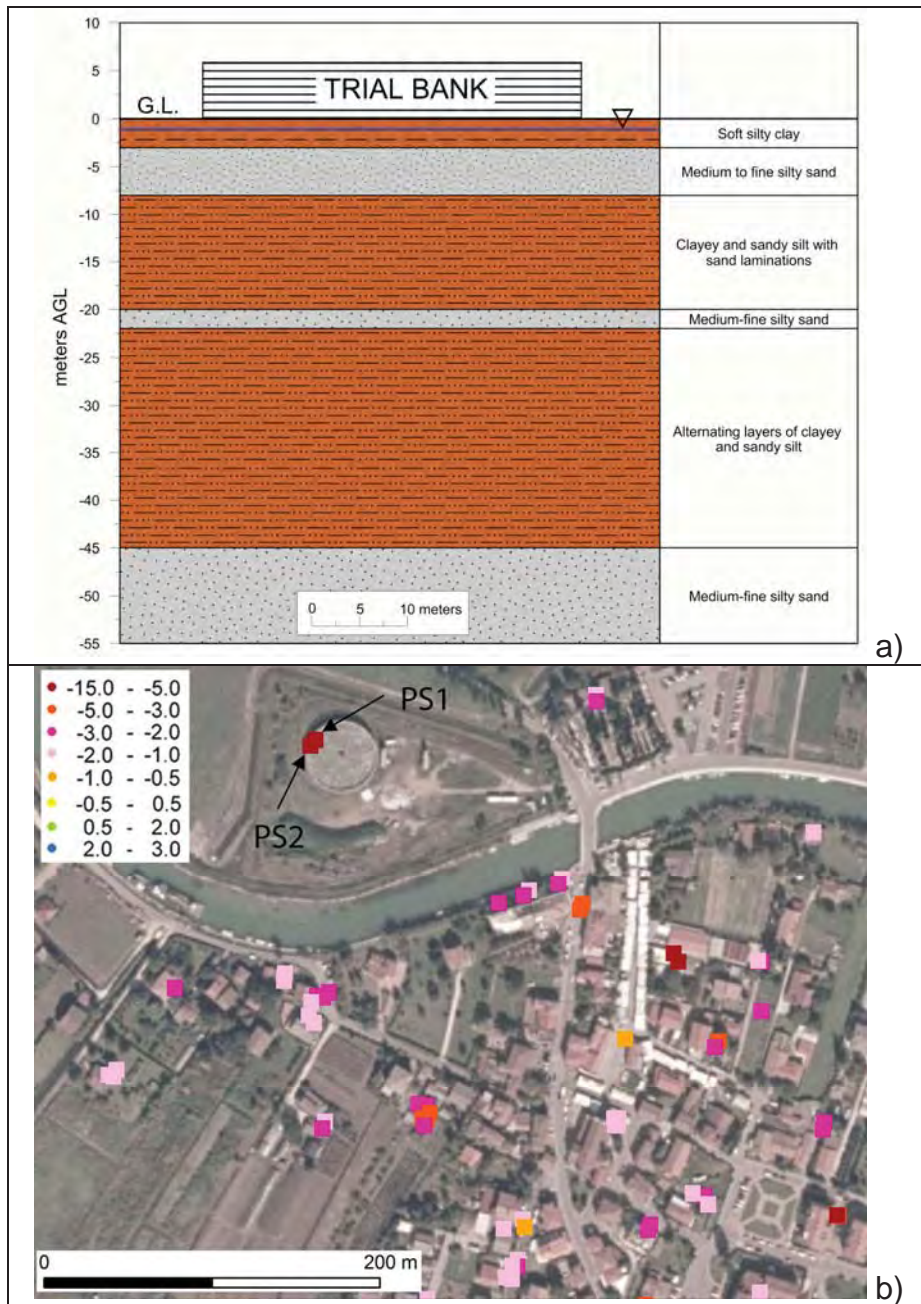 10
5
0
-5
-10
-15
-20
-25
-30
-35
-40
-45
-50
-55
meters AGL
G.L.
TRIAL BANK
Soft silty clay
Medium to fine silty sand
Clayey and sandy silt with
sand laminations
Medium-fine silty sand
Alternating layers of clayey
and sandy silt
Medium-fine silty sand
0 5 10 meters
a)
-15.0 - -5.0
-5.0 - -3.0
-3.0 - -2.0
-2.0 - -1.0
-1.0 - -0.5
-0.5 - 0.5
0.5 - 2.0
2.0 - 3.0
PS1
PS2
0 200 m
b)